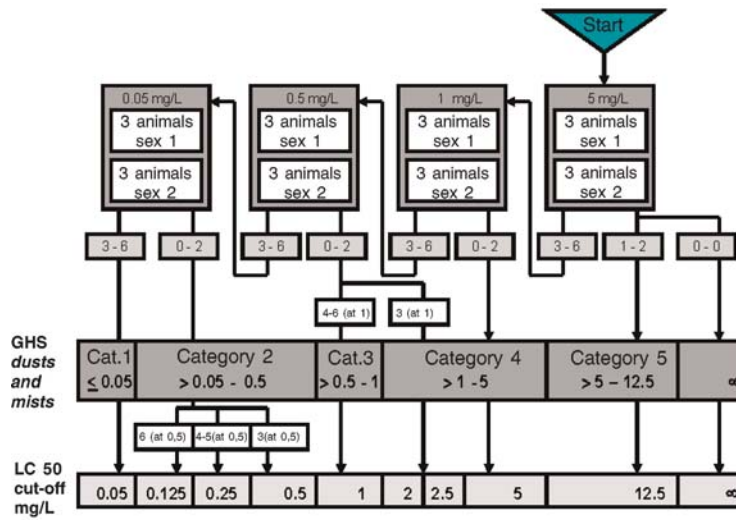 Start
0.05 mg/L
0.5 mg/L
1 mg/L
5 mg/L
3 animals
sex 1
3 animals
sex 1
3 animals
sex 1
3 animals
sex 1
3 animals
sex 2
3 animals
sex 2
3 animals
sex 2
3 animals
sex 2
3 - 6
0 - 2
3 - 6
0 - 2
3 - 6
0 - 2
3 - 6
1 - 2
0 - 0
4-6 (at 1)
3 (at 1)
GHS
dusts
and
mists
Cat.1
≤ 0.05
Category 2
> 0.05 - 0.5
Cat.3
> 0.5 - 1
Category 4
> 1 - 5
Category 5
> 5 – 12.5
∞
6 (at 0,5)
4-5(at 0,5)
3(at 0,5)
LC 50
cut-off
mg/L
0.05
0.125
0.25
0.5
1
2
2.5
5
12.5
∞